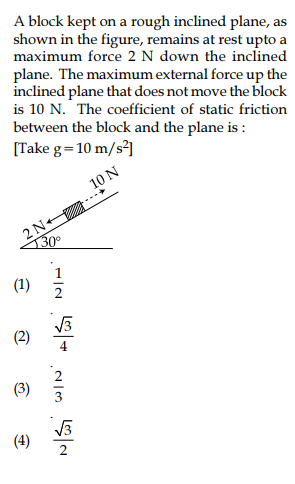 A block kept on a rough inclined plane, as
shown in the figure, remains at rest upto a
maximum force 2 N down the inclined
plane. The maximum external force up the
inclined plane that does not move the block
is 10 N. The coefficient of static friction
between the block and the plane is :
[Take g=10 m/s²]
10 N
2 N
30°
(1) 1/2
(2) √3/4
(3) 2/3
(4) √3/2